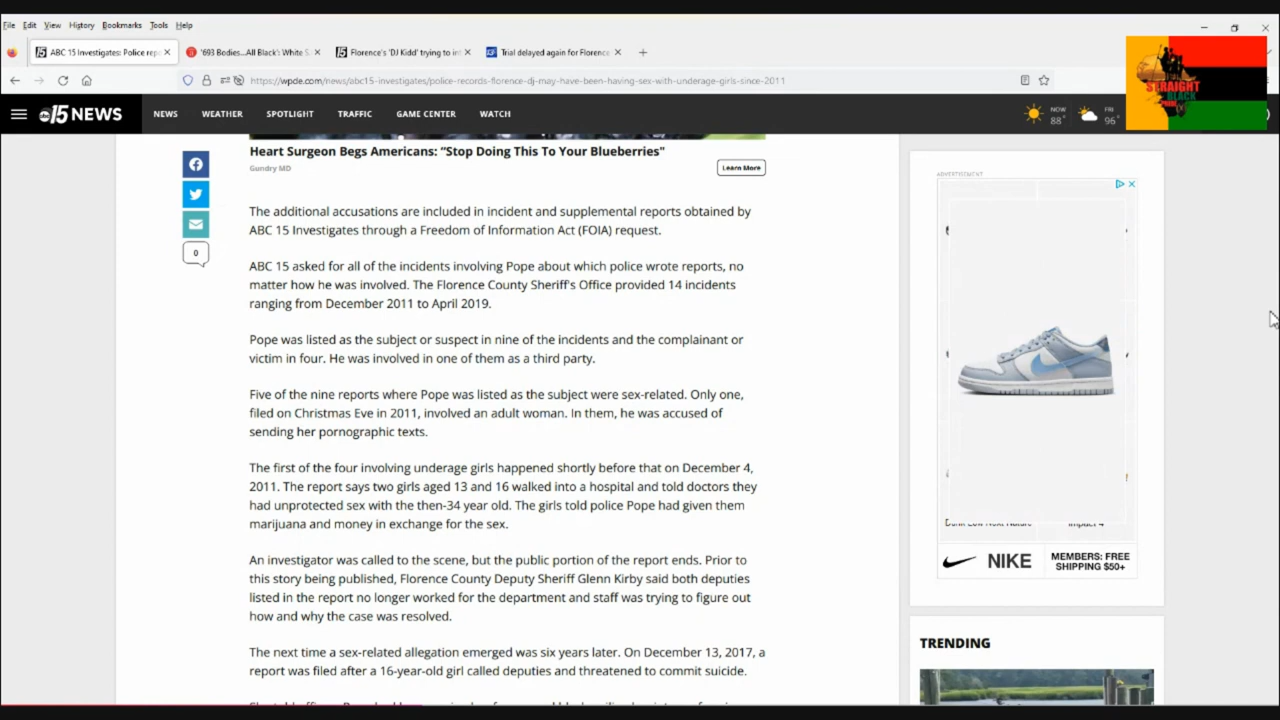 File Edit View History Bookmarks Tools Help
ABC 15 Investigates: Police rep
'693 Bodies...All Black': White S
Florence's 'DJ Kidd' trying to in
Trial delayed again for Florence
https://wpde.com/news/abc15-investigates/police-records-florence-dj-may-have-been-having-sex-with-underage-girls-since-2011
abc 15 NEWS
NEWS WEATHER SPOTLIGHT TRAFFIC GAME CENTER WATCH
NOW
88°
FRI
96°
STRAIGHT
BLACK
PRIDE
Heart Surgeon Begs Americans: “Stop Doing This To Your Blueberries"
Gundry MD
Learn More
0
The additional accusations are included in incident and supplemental reports obtained by
ABC 15 Investigates through a Freedom of Information Act (FOIA) request.
ABC 15 asked for all of the incidents involving Pope about which police wrote reports, no
matter how he was involved. The Florence County Sheriff's Office provided 14 incidents
ranging from December 2011 to April 2019.
Pope was listed as the subject or suspect in nine of the incidents and the complainant or
victim in four. He was involved in one of them as a third party.
Five of the nine reports where Pope was listed as the subject were sex-related. Only one,
filed on Christmas Eve in 2011, involved an adult woman. In them, he was accused of
sending her pornographic texts.
The first of the four involving underage girls happened shortly before that on December 4,
2011. The report says two girls aged 13 and 16 walked into a hospital and told doctors they
had unprotected sex with the then-34 year old. The girls told police Pope had given them
marijuana and money in exchange for the sex.
An investigator was called to the scene, but the public portion of the report ends. Prior to
this story being published, Florence County Deputy Sheriff Glenn Kirby said both deputies
listed in the report no longer worked for the department and staff was trying to figure out
how and why the case was resolved.
The next time a sex-related allegation emerged was six years later. On December 13, 2017, a
report was filed after a 16-year-old girl called deputies and threatened to commit suicide.
ADVERTISEMENT
NIKE
MEMBERS: FREE
SHIPPING $50+
TRENDING